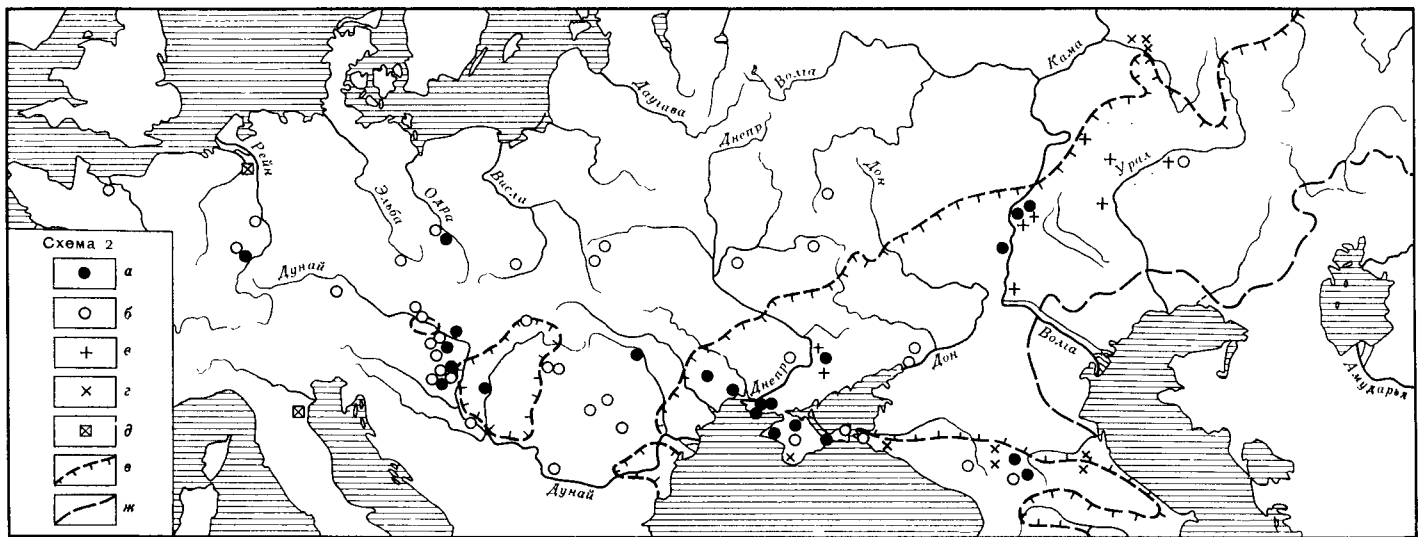 Кама
Волга
Даугава
Днепр
Рейн
Дон
Урал
Висла
Одра
Эльба
Схема 2
а
б
в
г
д
е
ж
Дунай
Волга
Дон
Днепр
Амударья
Дунай